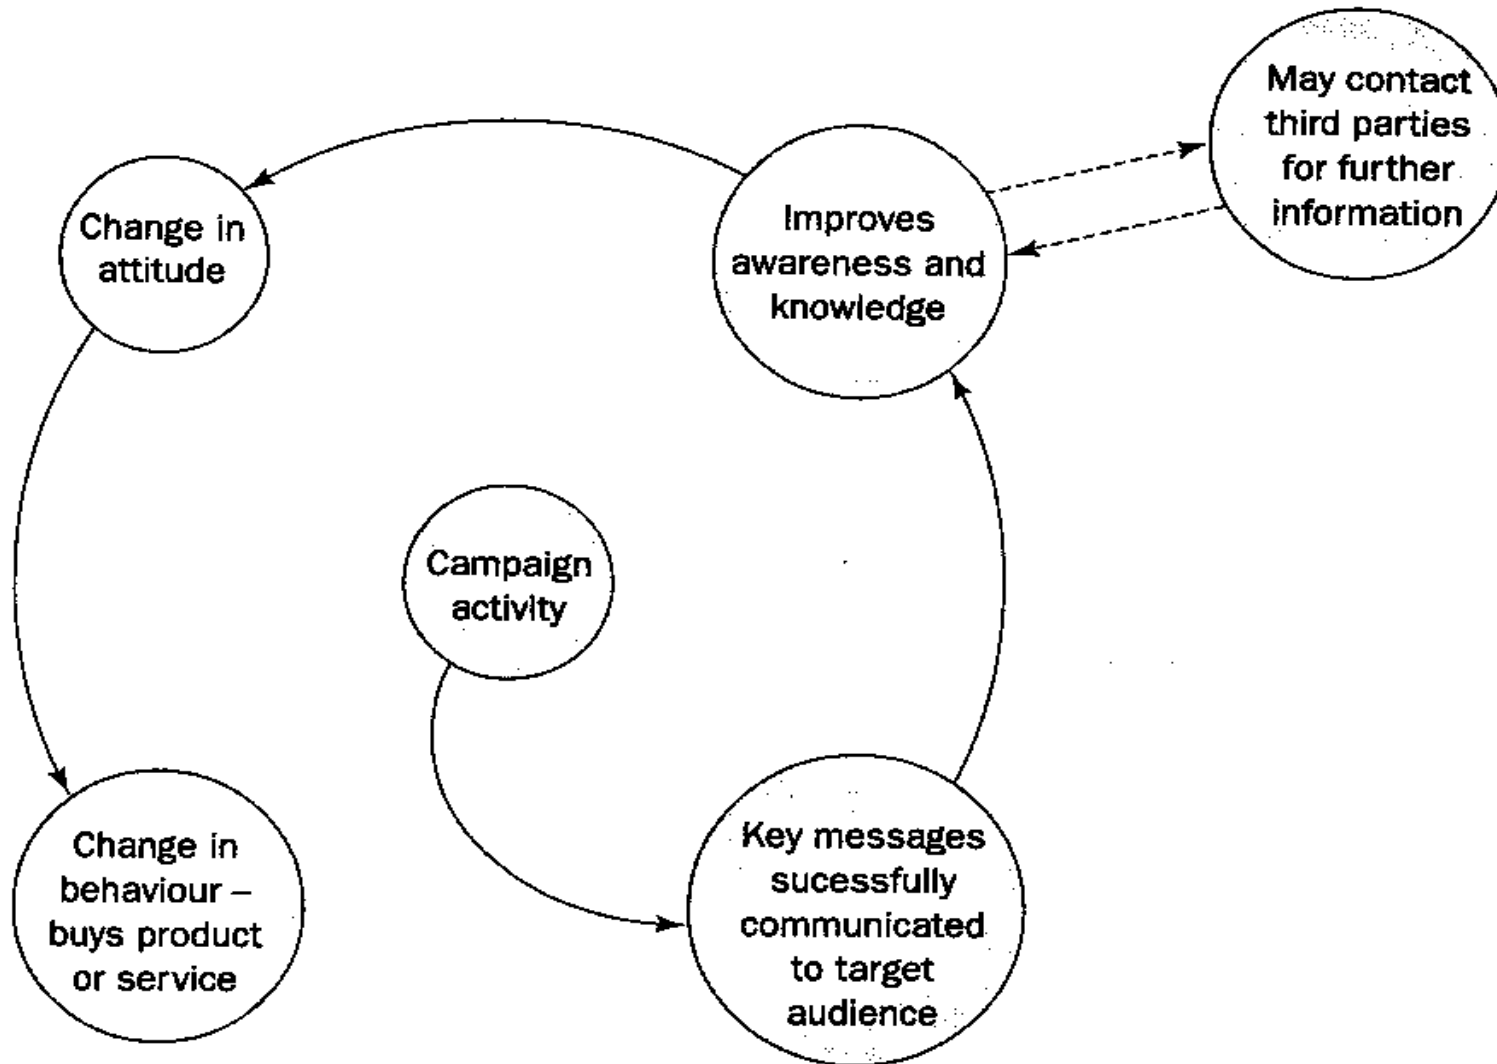 May contact
third parties
for further
information
Improves
awareness and
knowledge
Change in
attitude
Campaign
activity
Key messages
sucessfully
communicated
to target
audience
Change in
behaviour –
buys product
or service